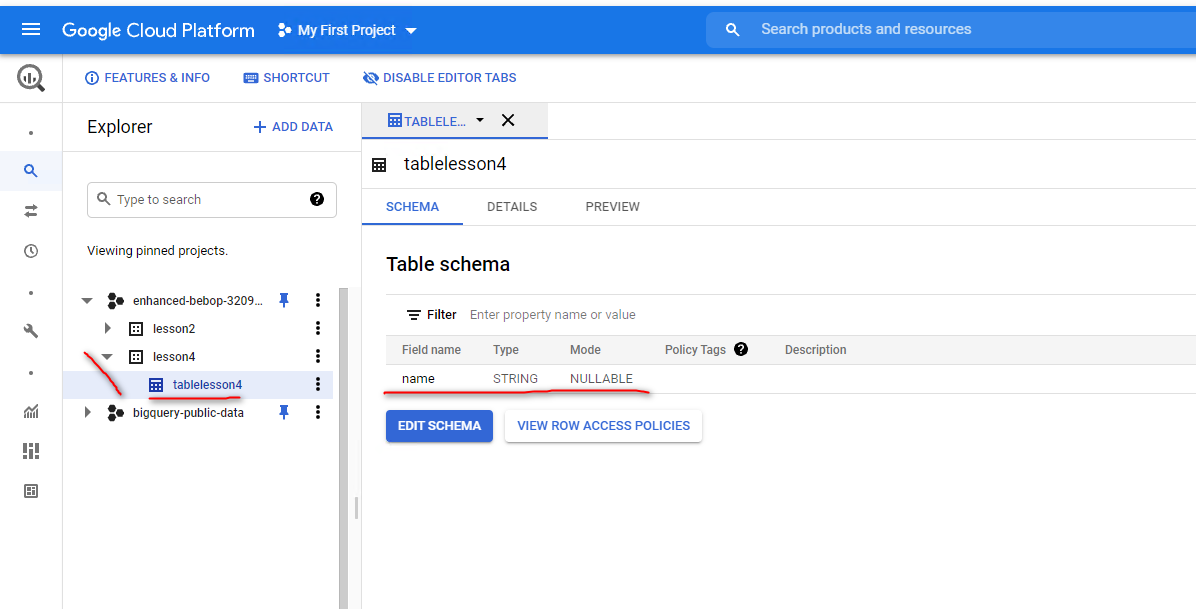 Google Cloud Platform My First Project Search products and resources
FEATURES & INFO SHORTCUT DISABLE EDITOR TABS
Explorer + ADD DATA
Type to search
Viewing pinned projects.
enhanced-bebop-3209...
lesson2
lesson4
tablelesson4
bigquery-public-data
TABLELE...
tablelesson4
SCHEMA DETAILS PREVIEW
Table schema
Filter Enter property name or value
Field name Type Mode Policy Tags Description
name STRING NULLABLE
EDIT SCHEMA VIEW ROW ACCESS POLICIES